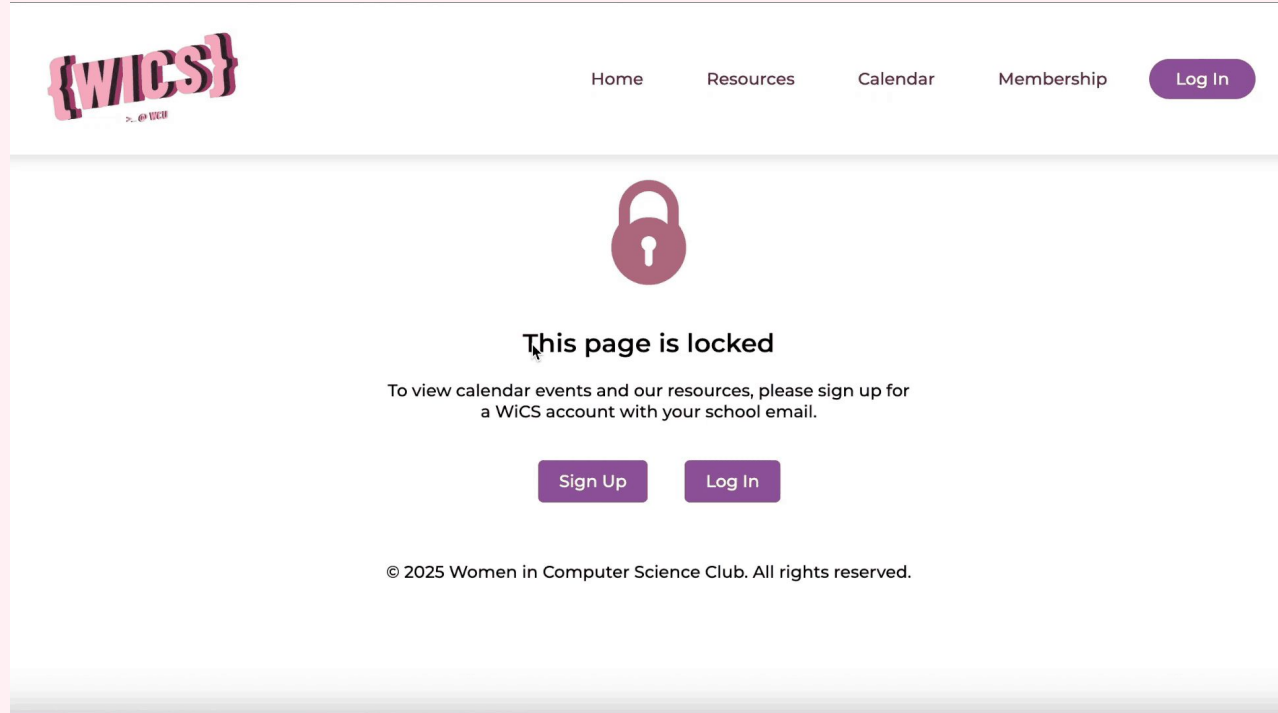 {WICS}
>_ @ WCU
Home Resources Calendar Membership Log In
This page is locked
To view calendar events and our resources, please sign up for
a WiCS account with your school email.
Sign Up Log In
© 2025 Women in Computer Science Club. All rights reserved.